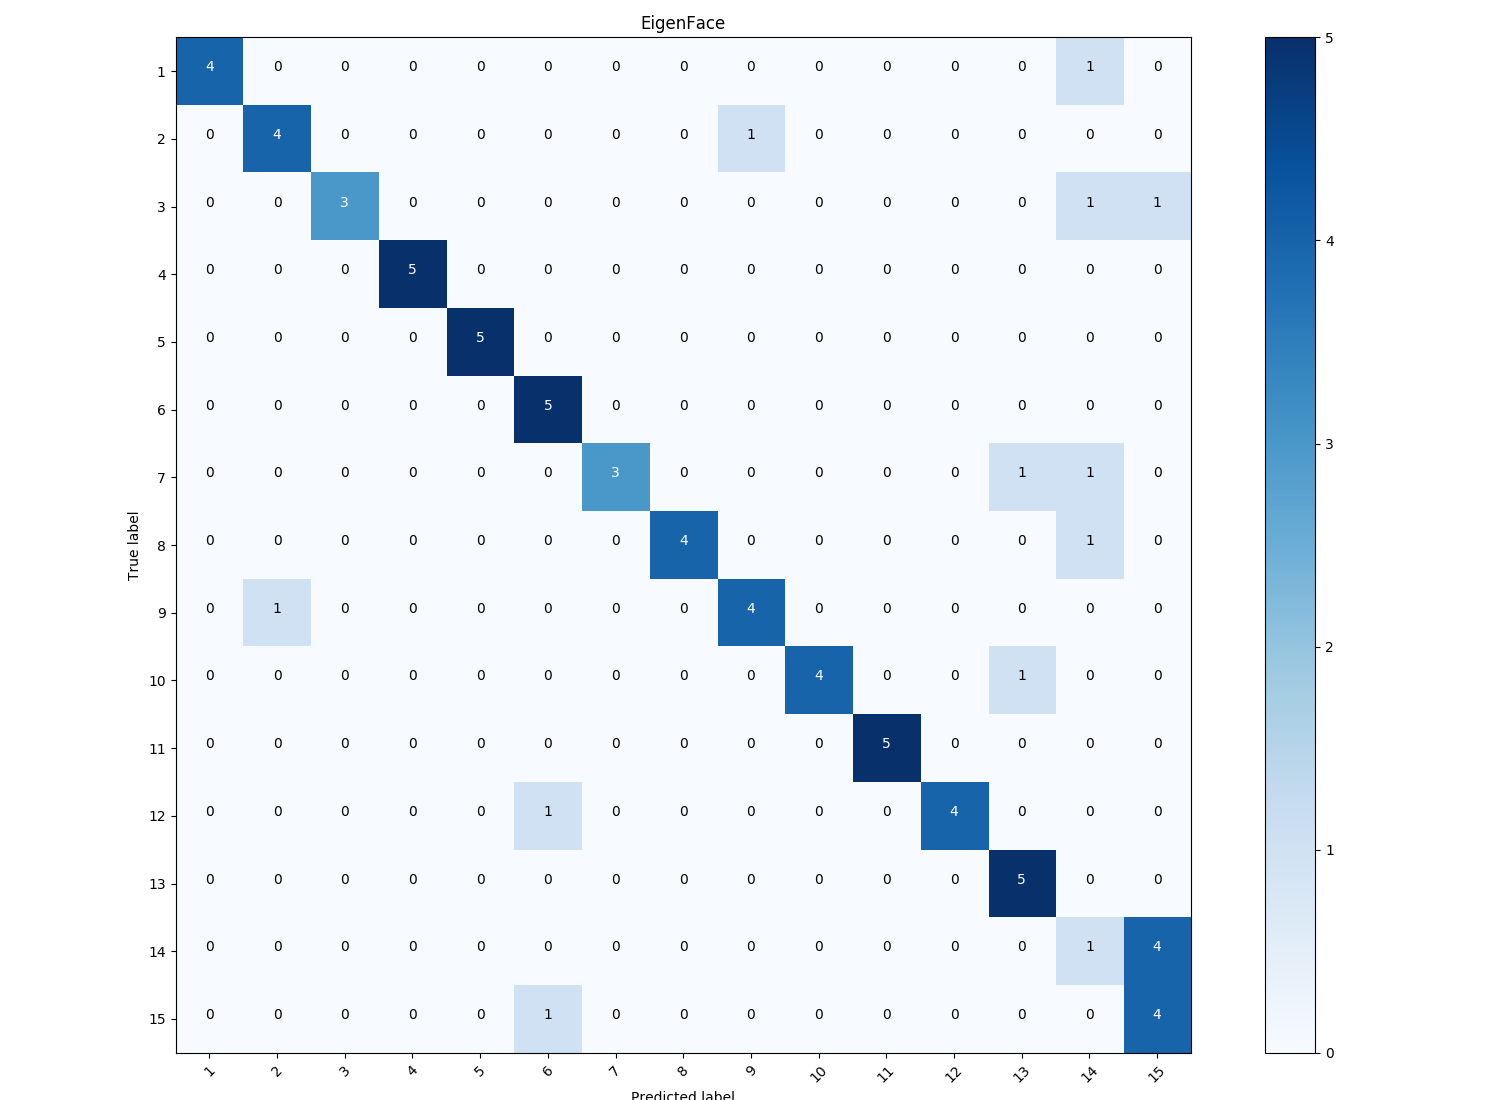 EigenFace
1 4 0 0 0 0 0 0 0 0 0 0 0 0 1 0
2 0 4 0 0 0 0 0 0 1 0 0 0 0 0 0
3 0 0 3 0 0 0 0 0 0 0 0 0 0 1 1
4 0 0 0 5 0 0 0 0 0 0 0 0 0 0 0
5 0 0 0 0 5 0 0 0 0 0 0 0 0 0 0
6 0 0 0 0 0 5 0 0 0 0 0 0 0 0 0
7 0 0 0 0 0 0 3 0 0 0 0 0 1 1 0
8 0 0 0 0 0 0 0 4 0 0 0 0 0 1 0
9 0 1 0 0 0 0 0 0 4 0 0 0 0 0 0
10 0 0 0 0 0 0 0 0 0 4 0 0 1 0 0
11 0 0 0 0 0 0 0 0 0 0 5 0 0 0 0
12 0 0 0 0 0 1 0 0 0 0 0 4 0 0 0
13 0 0 0 0 0 0 0 0 0 0 0 0 5 0 0
14 0 0 0 0 0 0 0 0 0 0 0 0 0 1 4
15 0 0 0 0 0 1 0 0 0 0 0 0 0 0 4
1 2 3 4 5 6 7 8 9 10 11 12 13 14 15
True label
Predicted label
5
4
3
2
1
0